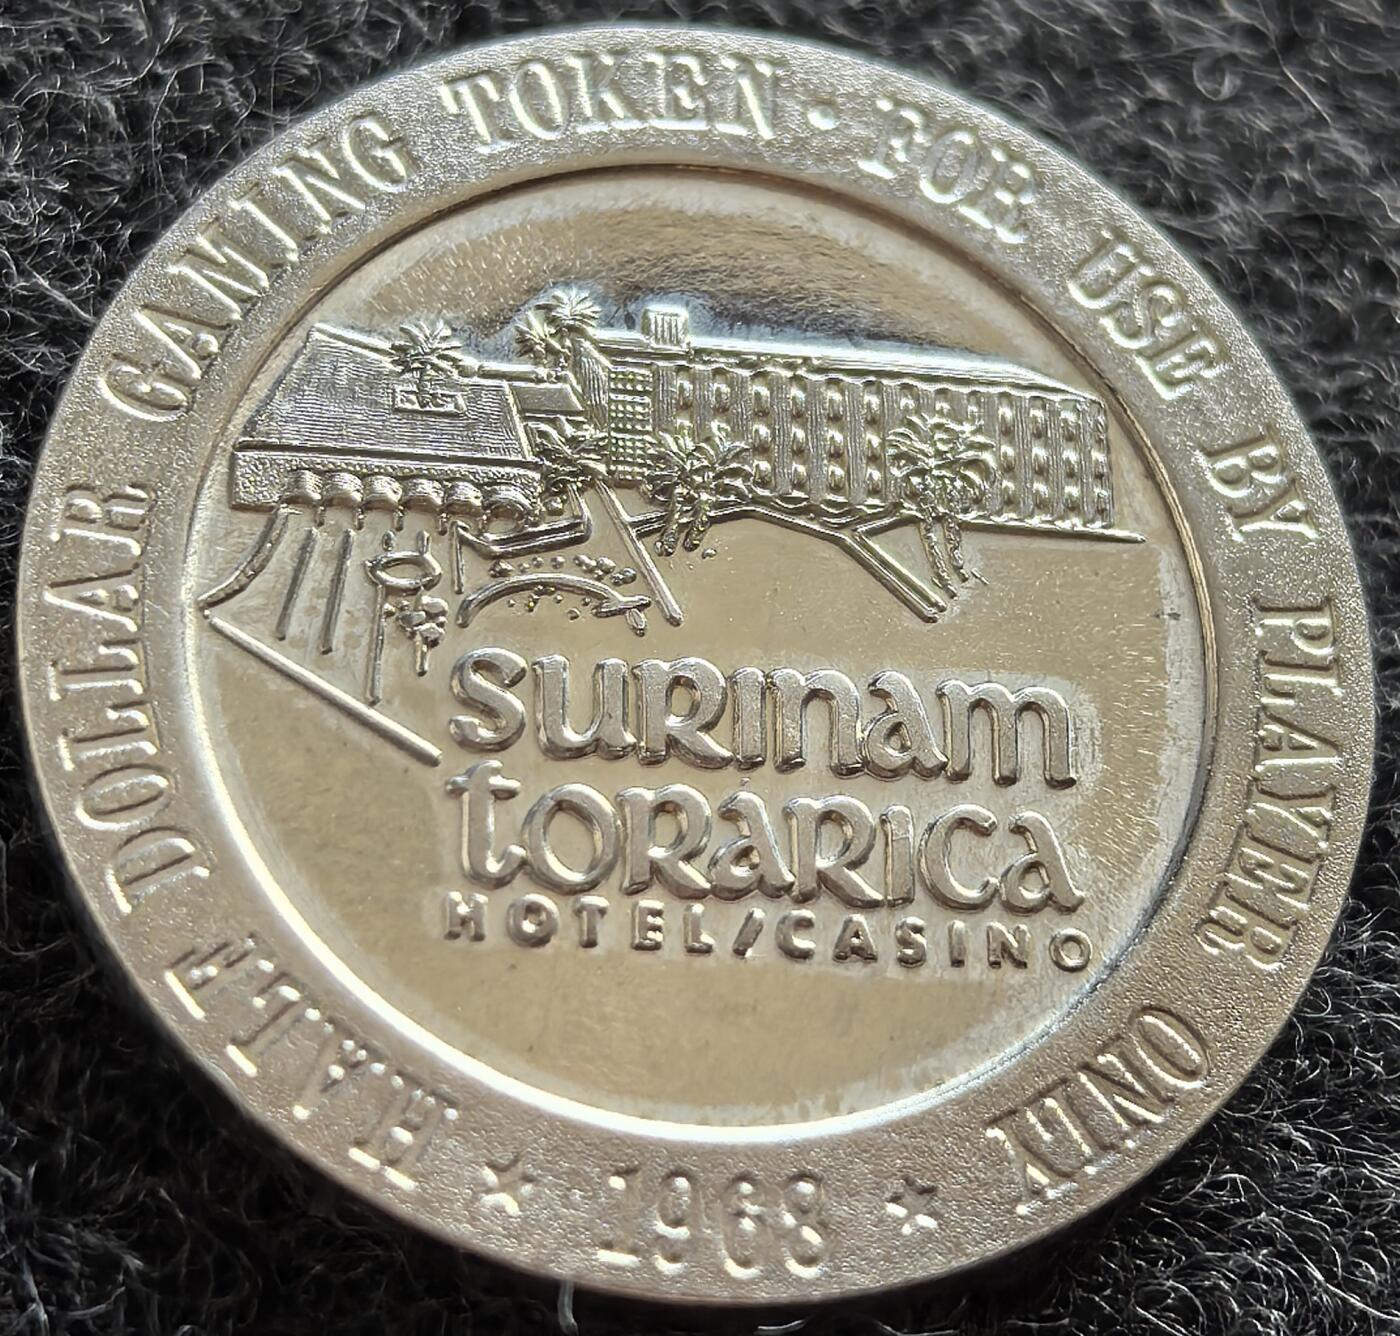 HALF DOLLAR GAMING TOKEN · FOR USE BY PLAYER ONLY
surinam
torarica
HOTEL/CASINO
★ 1968 ★